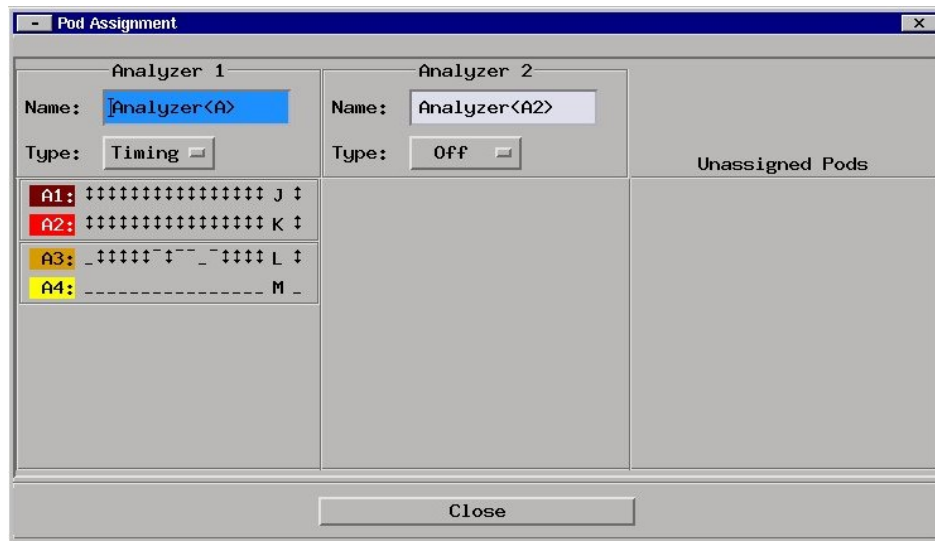 Pod Assignment
Analyzer 1
Name: Analyzer<A>
Type: Timing
Analyzer 2
Name: Analyzer<A2>
Type: Off
Unassigned Pods
A1: ↕↕↕↕↕↕↕↕↕↕↕↕↕↕↕↕ J ↕
A2: ↕↕↕↕↕↕↕↕↕↕↕↕↕↕↕↕ K ↕
A3: _↕↕↕↕↕¯↕¯¯_¯↕↕↕↕ L ↕
A4: ________________ M _
Close